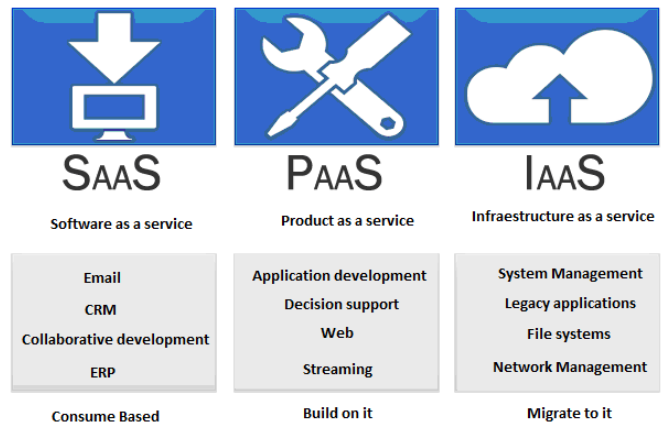 SaaS
Software as a service
Email
CRM
Collaborative development
ERP
Consume Based
PaaS
Product as a service
Application development
Decision support
Web
Streaming
Build on it
IaaS
Infraestructure as a service
System Management
Legacy applications
File systems
Network Management
Migrate to it